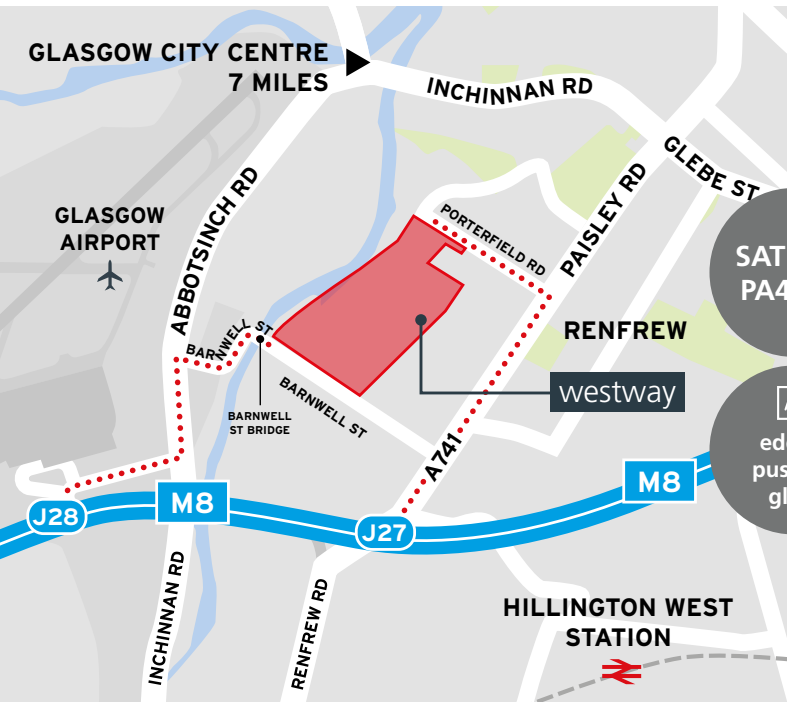 GLASGOW CITY CENTRE
7 MILES
INCHINNAN RD
GLEBE ST
ABBOTSINCH RD
PAISLEY RD
PORTERFIELD RD
GLASGOW
AIRPORT
SAT
PA4
RENFREW
BARNWELL ST
BARNWELL ST
BARNWELL
ST BRIDGE
westway
A741
M8
M8
J28
J27
INCHINNAN RD
RENFREW RD
HILLINGTON WEST
STATION